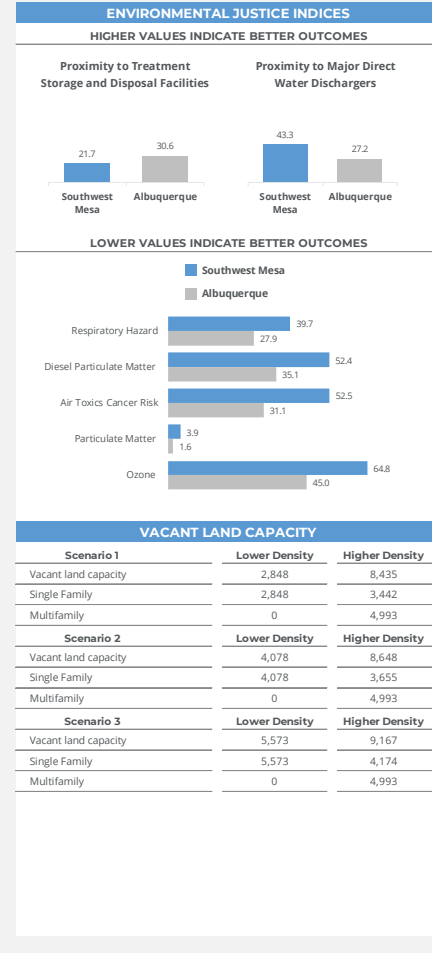 ENVIRONMENTAL JUSTICE INDICES
HIGHER VALUES INDICATE BETTER OUTCOMES
Proximity to Treatment
Storage and Disposal Facilities
21.7
30.6
Southwest
Mesa
Albuquerque
Proximity to Major Direct
Water Dischargers
43.3
27.2
Southwest
Mesa
Albuquerque
LOWER VALUES INDICATE BETTER OUTCOMES
Southwest Mesa
Albuquerque
Respiratory Hazard 39.7
27.9
Diesel Particulate Matter 52.4
35.1
Air Toxics Cancer Risk 52.5
31.1
Particulate Matter 3.9
1.6
Ozone 64.8
45.0
VACANT LAND CAPACITY
Scenario 1 Lower Density Higher Density
Vacant land capacity 2,848 8,435
Single Family 2,848 3,442
Multifamily 0 4,993
Scenario 2 Lower Density Higher Density
Vacant land capacity 4,078 8,648
Single Family 4,078 3,655
Multifamily 0 4,993
Scenario 3 Lower Density Higher Density
Vacant land capacity 5,573 9,167
Single Family 5,573 4,174
Multifamily 0 4,993